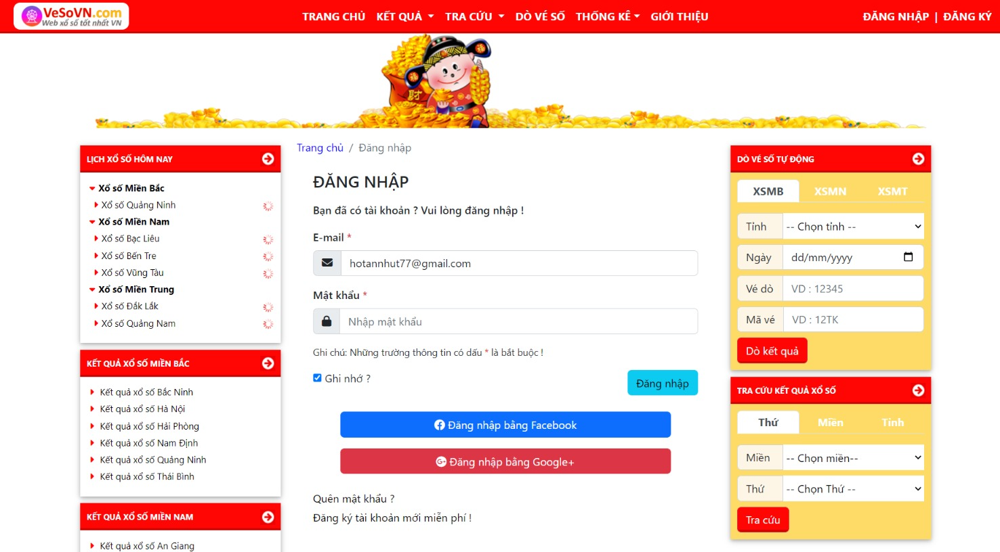 VeSoVN.com
Web xổ số tốt nhất VN
TRANG CHỦ KẾT QUẢ TRA CỨU DÒ VÉ SỐ THỐNG KÊ GIỚI THIỆU
ĐĂNG NHẬP | ĐĂNG KÝ
財
LỊCH XỔ SỐ HÔM NAY
Xổ số Miền Bắc
Xổ số Quảng Ninh
Xổ số Miền Nam
Xổ số Bạc Liêu
Xổ số Bến Tre
Xổ số Vũng Tàu
Xổ số Miền Trung
Xổ số Đắk Lắk
Xổ số Quảng Nam
KẾT QUẢ XỔ SỐ MIỀN BẮC
Kết quả xổ số Bắc Ninh
Kết quả xổ số Hà Nội
Kết quả xổ số Hải Phòng
Kết quả xổ số Nam Định
Kết quả xổ số Quảng Ninh
Kết quả xổ số Thái Bình
KẾT QUẢ XỔ SỐ MIỀN NAM
Kết quả xổ số An Giang
Trang chủ / Đăng nhập
ĐĂNG NHẬP
Bạn đã có tài khoản ? Vui lòng đăng nhập !
E-mail *
hotannhut77@gmail.com
Mật khẩu *
Nhập mật khẩu
Ghi chú: Những trường thông tin có dấu * là bắt buộc !
Ghi nhớ ?
Đăng nhập
Đăng nhập bằng Facebook
Đăng nhập bằng Google+
Quên mật khẩu ?
Đăng ký tài khoản mới miễn phí !
DÒ VÉ SỐ TỰ ĐỘNG
XSMB XSMN XSMT
Tỉnh -- Chọn tỉnh --
Ngày dd/mm/yyyy
Vé dò VD : 12345
Mã vé VD : 12TK
Dò kết quả
TRA CỨU KẾT QUẢ XỔ SỐ
Thứ Miền Tỉnh
Miền -- Chọn miền--
Thứ -- Chọn Thứ --
Tra cứu